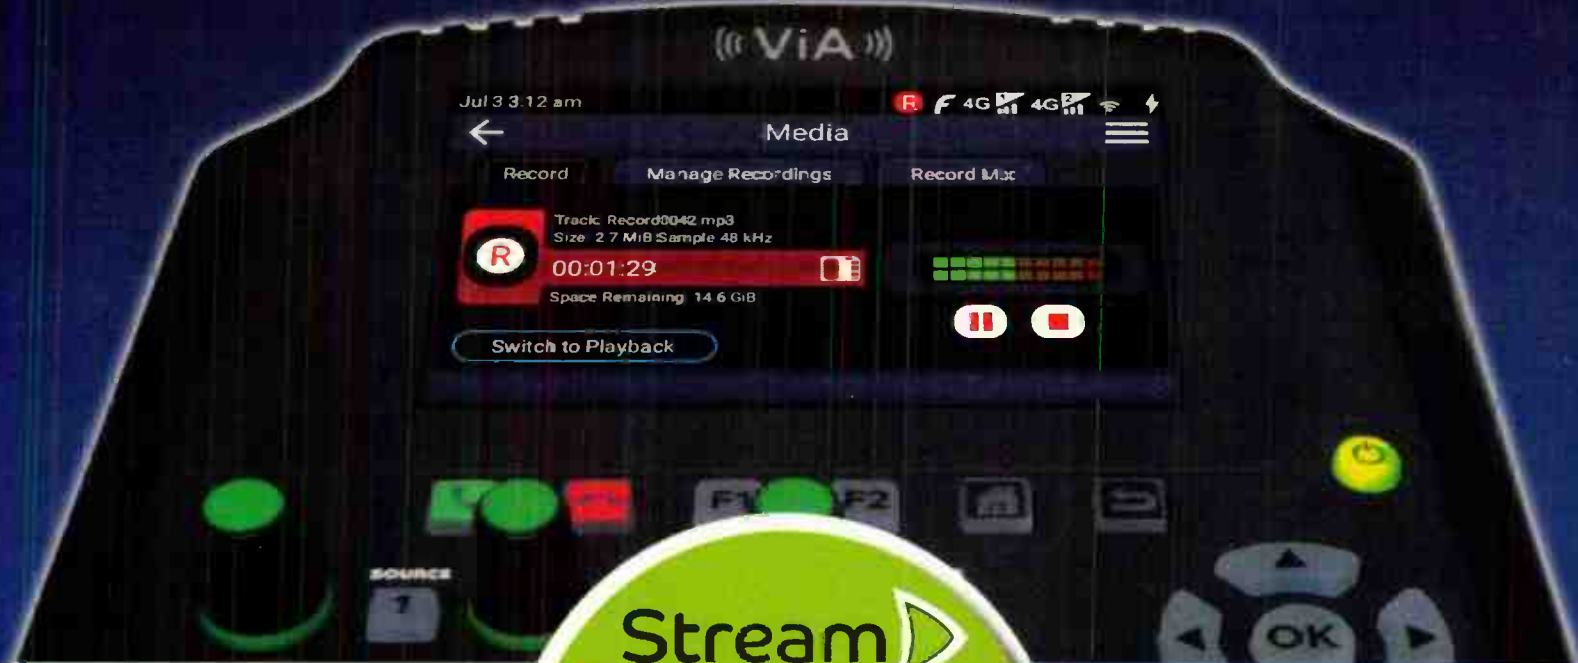 ViA
Jul 3 3:12 am
R F 4G 1 4G 2
Media
Record Manage Recordings Record Mix
Track: Record0042.mp3
Size: 2.7 MiB Sample 48 kHz
R
00:01:29
Space Remaining 14.6 GiB
Switch to Playback
F1 F2
SOURCE
1
Stream
OK